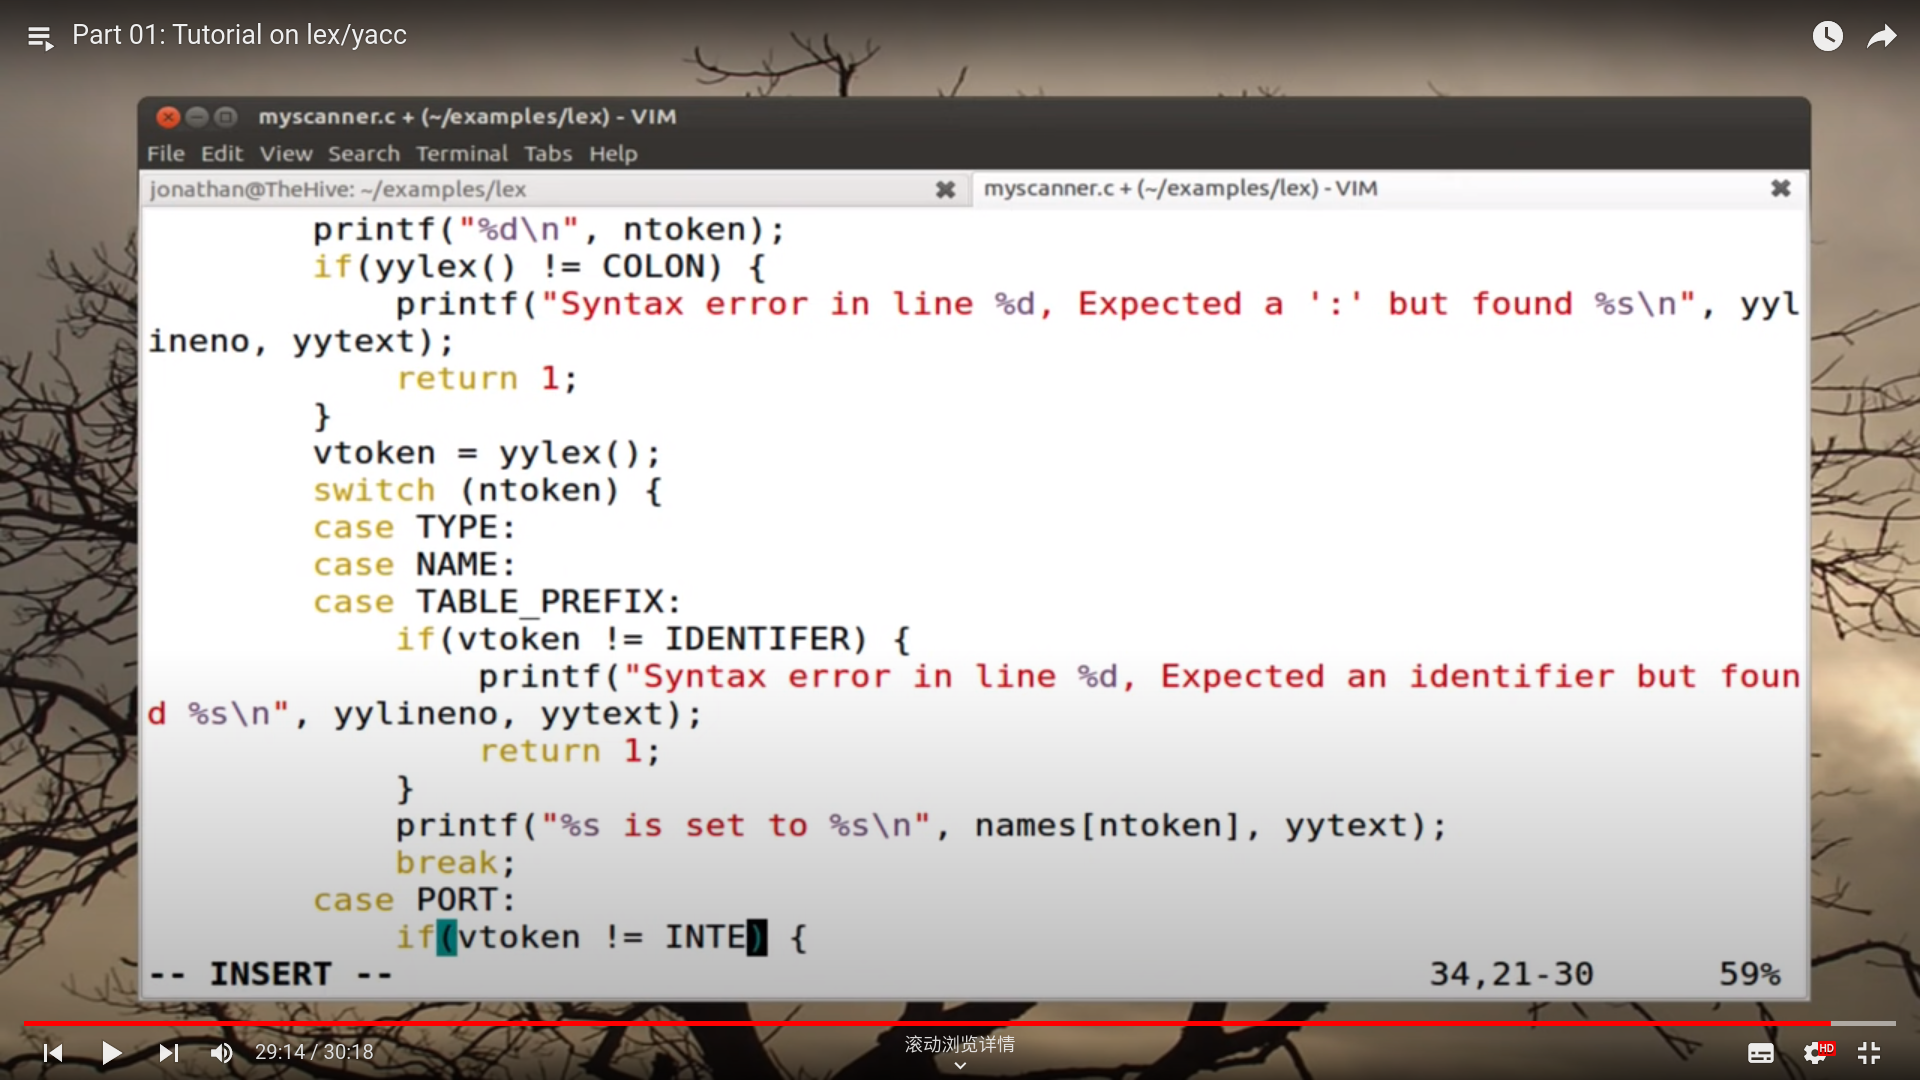 Part 01: Tutorial on lex/yacc
myscanner.c + (~/examples/lex) - VIM
File Edit View Search Terminal Tabs Help
jonathan@TheHive: ~/examples/lex
myscanner.c + (~/examples/lex) - VIM
printf("%d\n", ntoken);
if(yylex() != COLON) {
printf("Syntax error in line %d, Expected a ':' but found %s\n", yyl
ineno, yytext);
return 1;
}
vtoken = yylex();
switch (ntoken) {
case TYPE:
case NAME:
case TABLE_PREFIX:
if(vtoken != IDENTIFER) {
printf("Syntax error in line %d, Expected an identifier but foun
d %s\n", yylineno, yytext);
return 1;
}
printf("%s is set to %s\n", names[ntoken], yytext);
break;
case PORT:
if(vtoken != INTE) {
-- INSERT --
34,21-30
59%
29:14 / 30:18
滚动浏览详情
HD